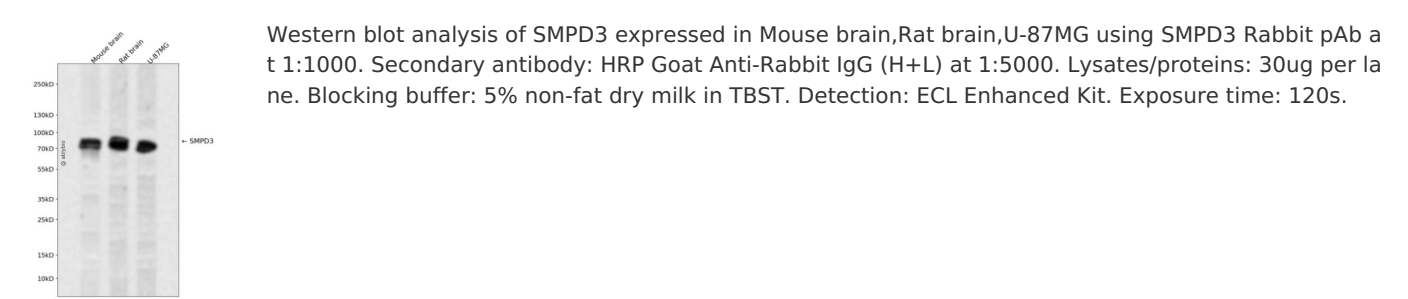 Mouse brain
Rat brain
U-87MG
250kD
130kD
100kD
70kD
55kD
35kD
25kD
15kD
10kD
← SMPD3
Western blot analysis of SMPD3 expressed in Mouse brain,Rat brain,U-87MG using SMPD3 Rabbit pAb a
t 1:1000. Secondary antibody: HRP Goat Anti-Rabbit IgG (H+L) at 1:5000. Lysates/proteins: 30ug per la
ne. Blocking buffer: 5% non-fat dry milk in TBST. Detection: ECL Enhanced Kit. Exposure time: 120s.